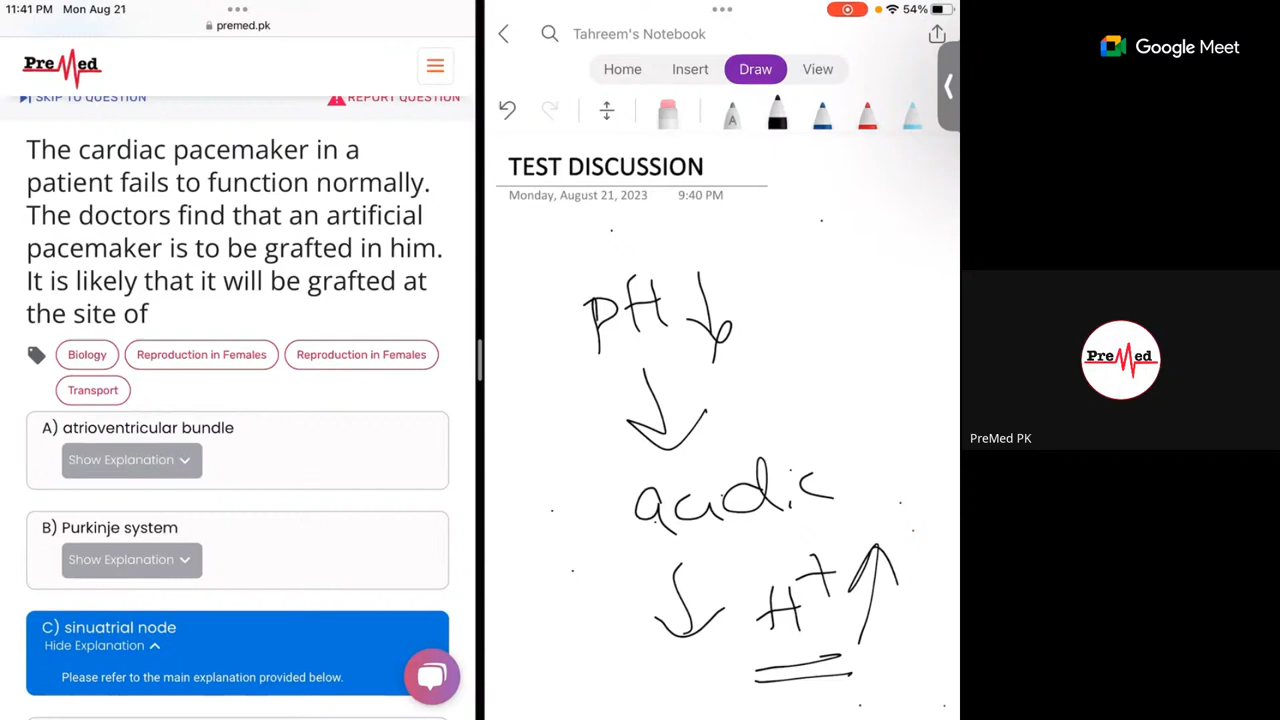 11:41 PM Mon Aug 21
premed.pk
PreMed
SKIP TO QUESTION
REPORT QUESTION
The cardiac pacemaker in a
patient fails to function normally.
The doctors find that an artificial
pacemaker is to be grafted in him.
It is likely that it will be grafted at
the site of
Biology
Reproduction in Females
Reproduction in Females
Transport
A) atrioventricular bundle
Show Explanation
B) Purkinje system
Show Explanation
C) sinuatrial node
Hide Explanation
Please refer to the main explanation provided below.
54%
Tahreem's Notebook
Home
Insert
Draw
View
A
TEST DISCUSSION
Monday, August 21, 2023 9:40 PM
pH ↓
↓
acidic
↓ H+ ↑
Google Meet
PreMed
PreMed PK